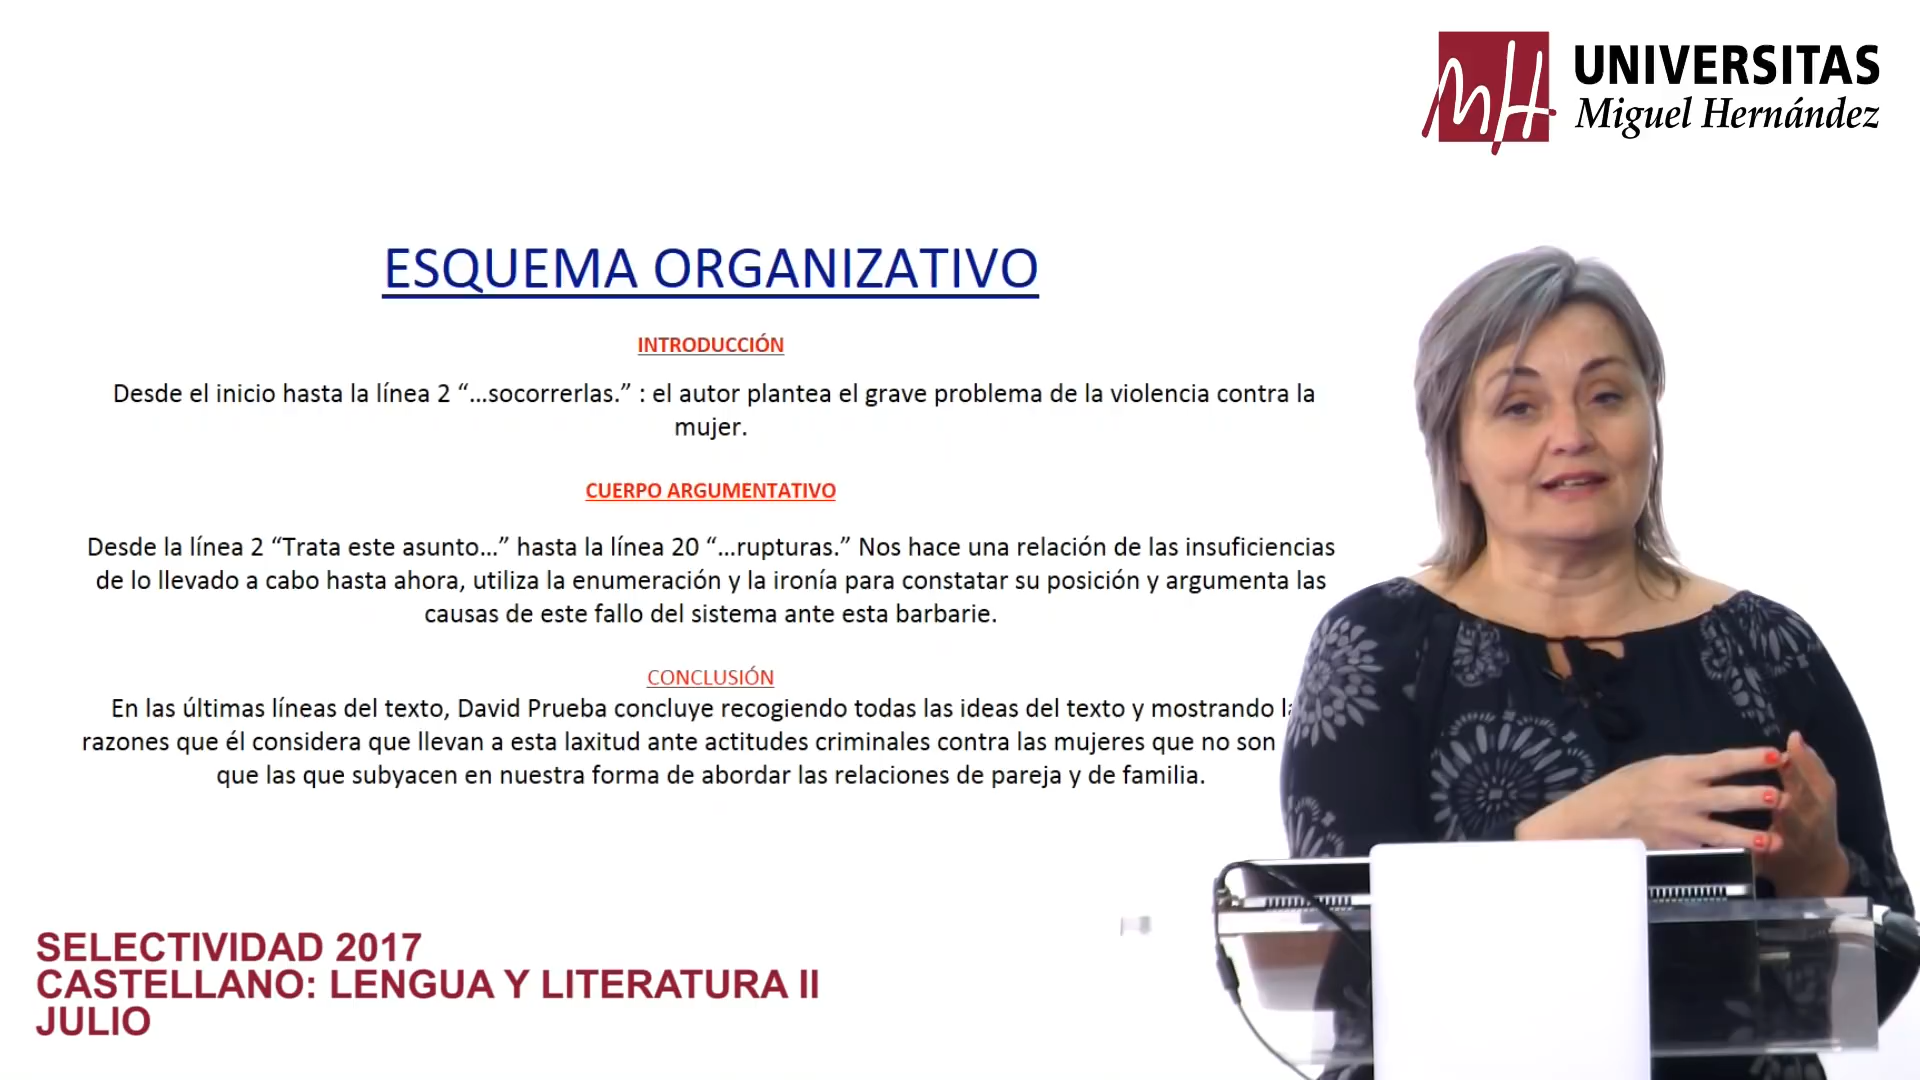 UNIVERSITAS
Miguel Hernández
ESQUEMA ORGANIZATIVO
INTRODUCCIÓN
Desde el inicio hasta la línea 2 “...socorrerlas.” : el autor plantea el grave problema de la violencia contra la
mujer.
CUERPO ARGUMENTATIVO
Desde la línea 2 “Trata este asunto...” hasta la línea 20 “...rupturas.” Nos hace una relación de las insuficiencias
de lo llevado a cabo hasta ahora, utiliza la enumeración y la ironía para constatar su posición y argumenta las
causas de este fallo del sistema ante esta barbarie.
CONCLUSIÓN
En las últimas líneas del texto, David Prueba concluye recogiendo todas las ideas del texto y mostrando
razones que él considera que llevan a esta laxitud ante actitudes criminales contra las mujeres que no son
que las que subyacen en nuestra forma de abordar las relaciones de pareja y de familia.
SELECTIVIDAD 2017
CASTELLANO: LENGUA Y LITERATURA II
JULIO